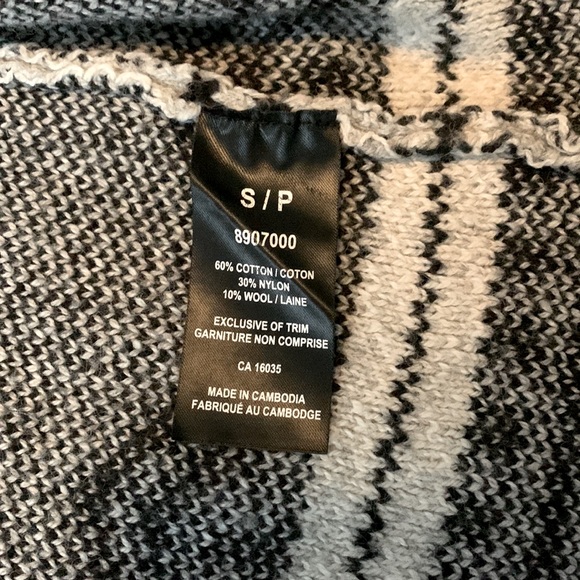 S / P
8907000
60% COTTON / COTON
30% NYLON
10% WOOL / LAINE
EXCLUSIVE OF TRIM
GARNITURE NON COMPRISE
CA 16035
MADE IN CAMBODIA
FABRIQUÉ AU CAMBODGE